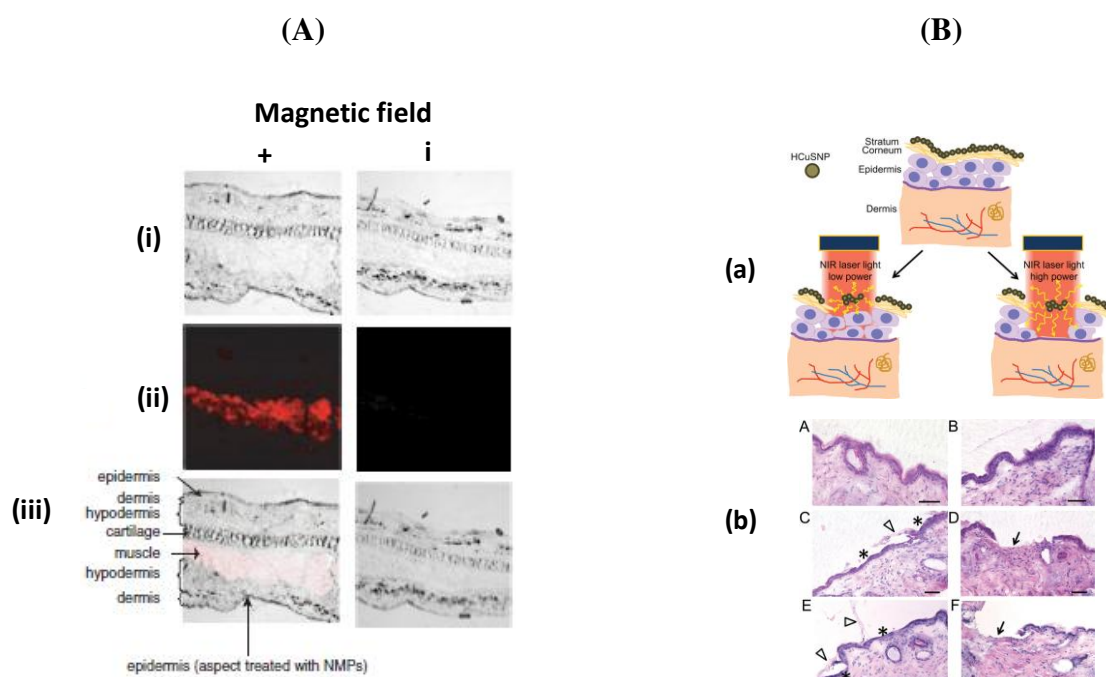 (A)
(B)
Magnetic field
+
i
(i)
(ii)
(iii)
epidermis
dermis
hypodermis
cartilage
muscle
hypodermis
dermis
epidermis (aspect treated with NMPs)
HCuSNP
Stratum
Corneum
Epidermis
Dermis
(a)
NIR laser light
low power
NIR laser light
high power
(b)
A
B
C
*
*
D
E
*
*
F